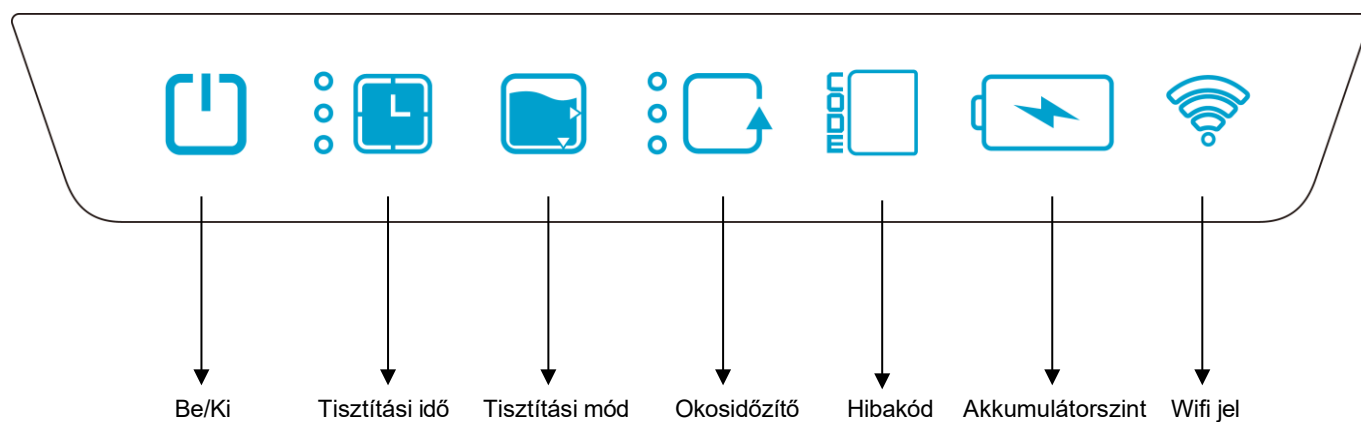 CODE
Be/Ki Tisztítási idő Tisztítási mód Okosidőzítő Hibakód Akkumulátorszint Wifi jel